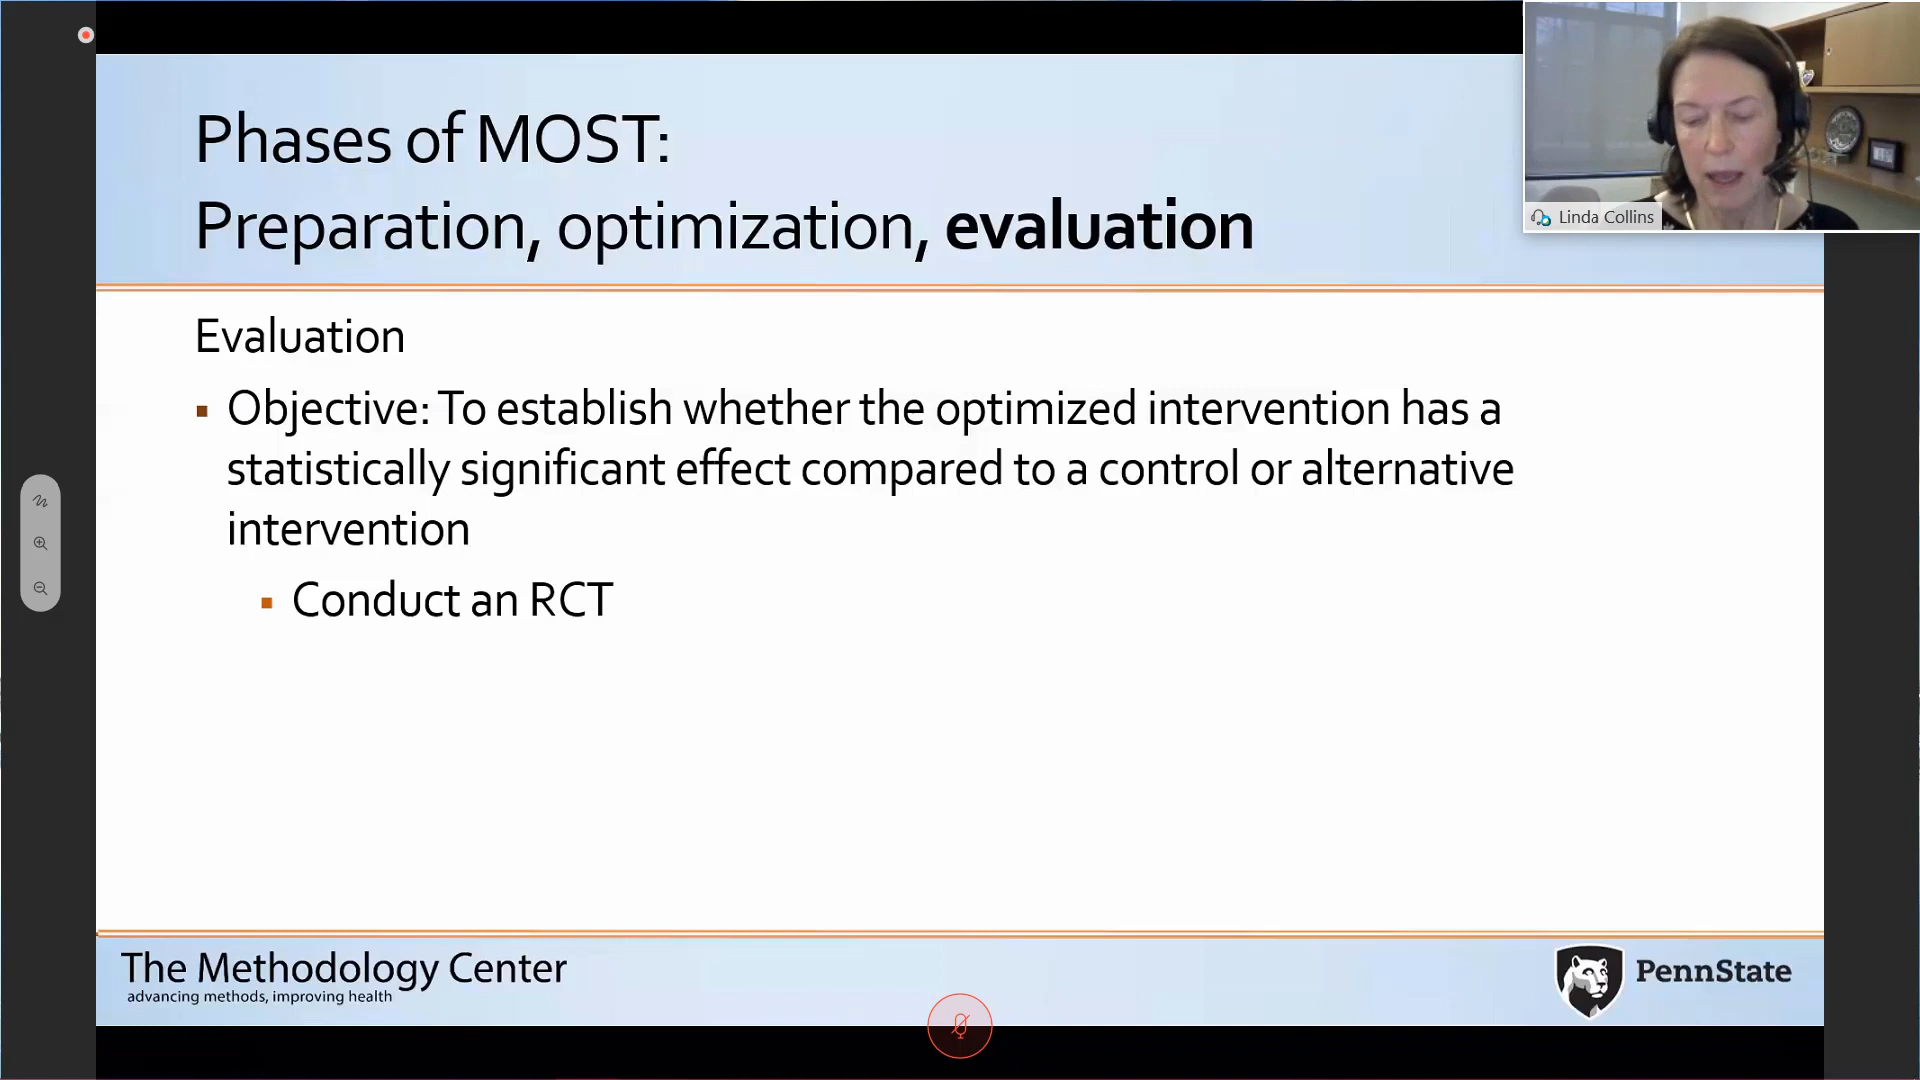 Phases of MOST:
Preparation, optimization, evaluation
Linda Collins
Evaluation
Objective: To establish whether the optimized intervention has a
statistically significant effect compared to a control or alternative
intervention
Conduct an RCT
The Methodology Center
advancing methods, improving health
PennState